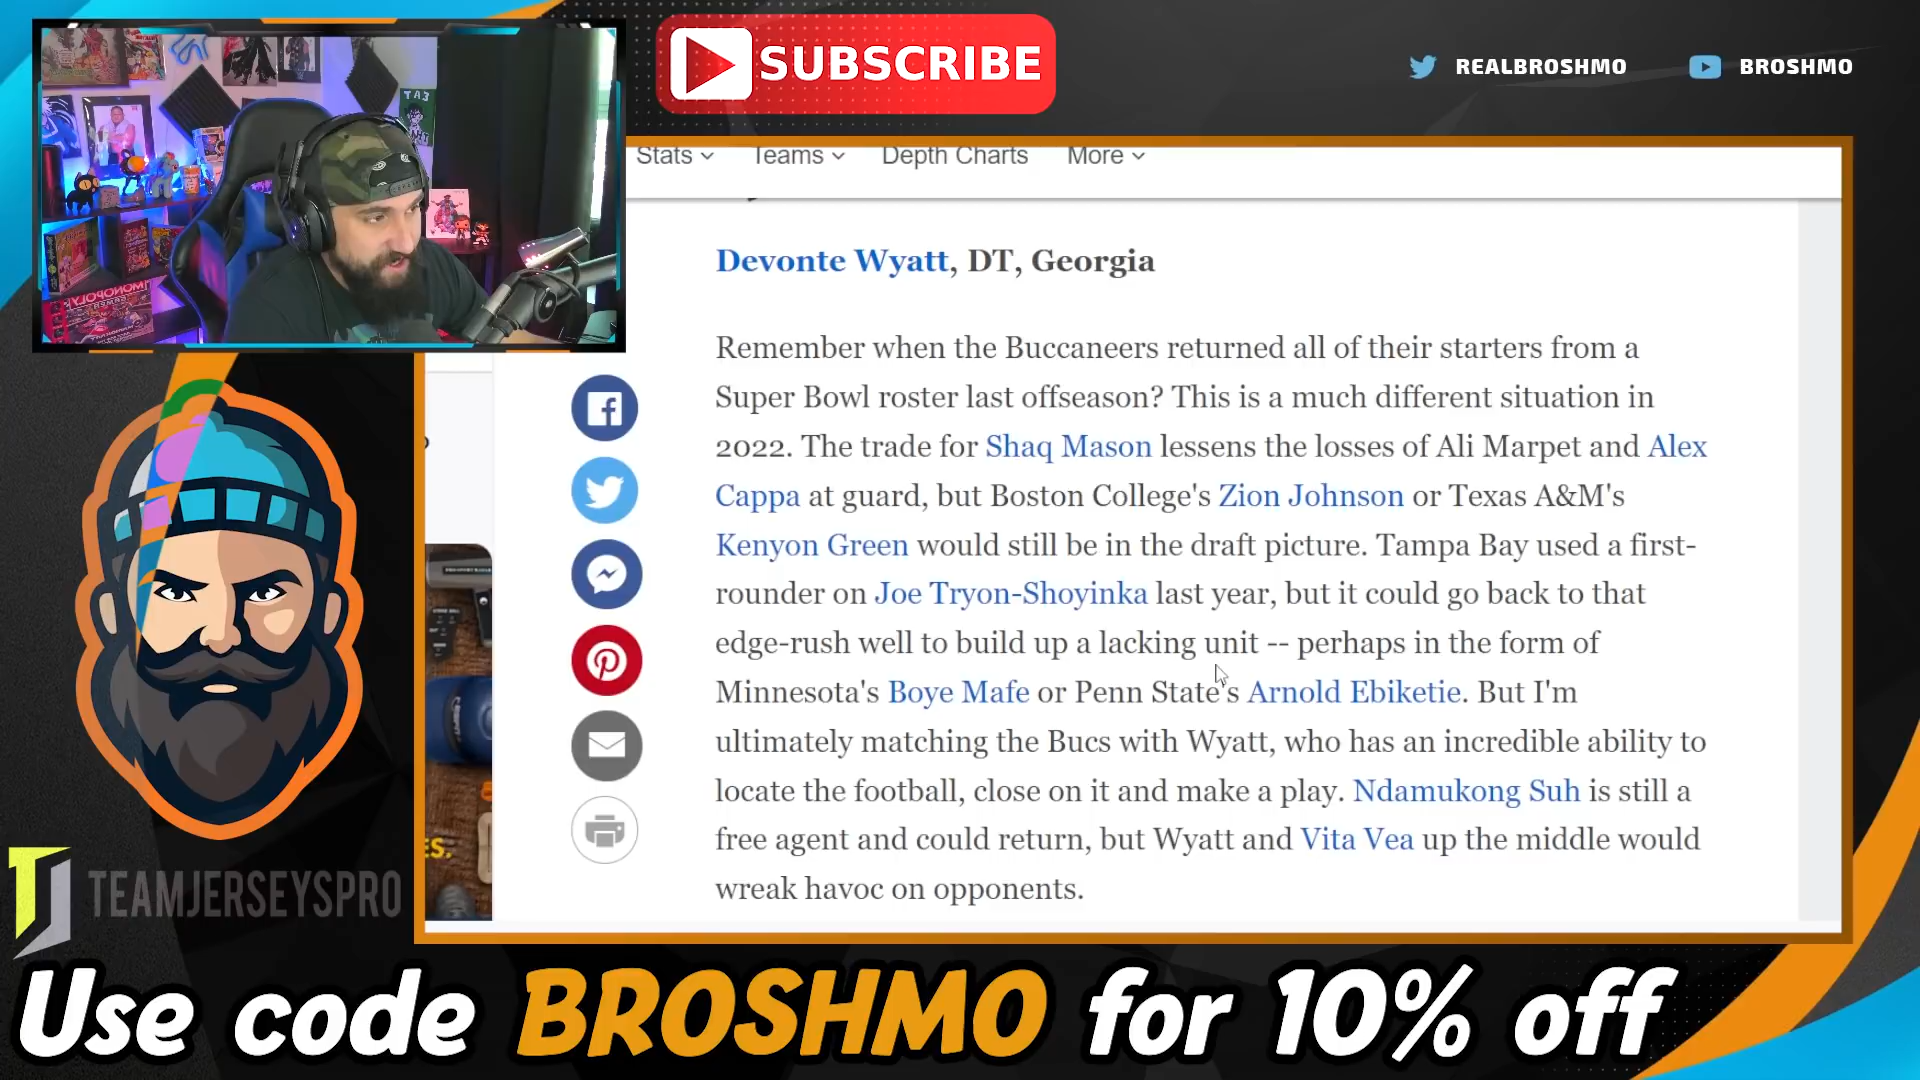 SUBSCRIBE
REALBROSHMO
BROSHMO
Stats
Teams
Depth Charts
More
Devonte Wyatt, DT, Georgia
Remember when the Buccaneers returned all of their starters from a
Super Bowl roster last offseason? This is a much different situation in
2022. The trade for Shaq Mason lessens the losses of Ali Marpet and Alex
Cappa at guard, but Boston College's Zion Johnson or Texas A&M's
Kenyon Green would still be in the draft picture. Tampa Bay used a first-
rounder on Joe Tryon-Shoyinka last year, but it could go back to that
edge-rush well to build up a lacking unit -- perhaps in the form of
Minnesota's Boye Mafe or Penn State's Arnold Ebiketie. But I'm
ultimately matching the Bucs with Wyatt, who has an incredible ability to
locate the football, close on it and make a play. Ndamukong Suh is still a
free agent and could return, but Wyatt and Vita Vea up the middle would
wreak havoc on opponents.
ES.
MONOPOLY
TJ TEAMJERSEYSPRO
Use code BROSHMO for 10% off